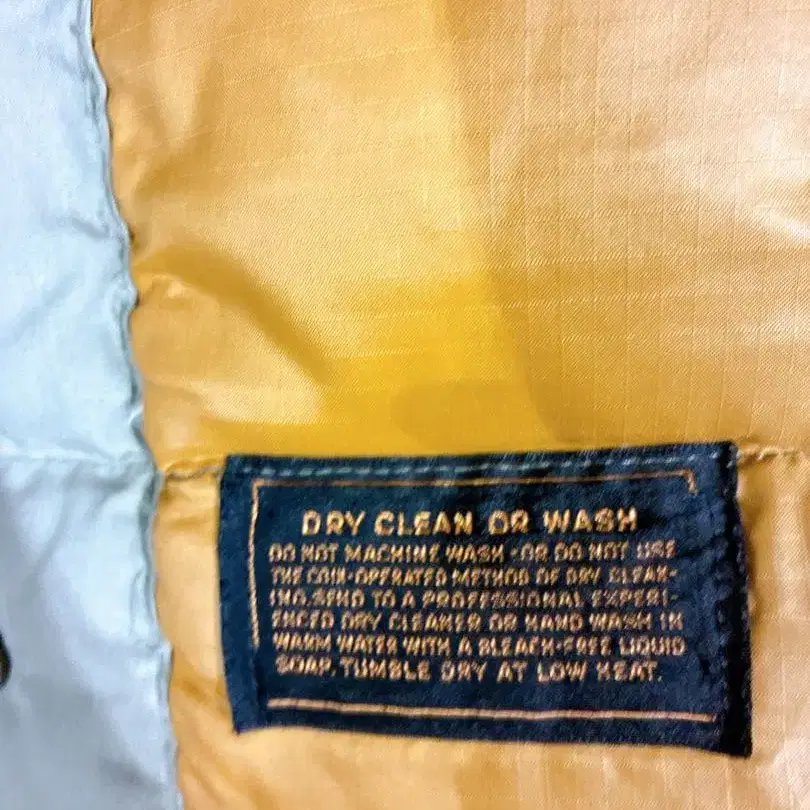 DRY CLEAN OR WASH
DO NOT MACHINE WASH · OR DO NOT USE
THE COIN-OPERATED METHOD OF DRY CLEAN-
ING. SEND TO A PROFESSIONAL EXPERI-
ENCED DRY CLEANER OR HAND WASH IN
WARM WATER WITH A BLEACH-FREE LIQUID
SOAP. TUMBLE DRY AT LOW HEAT.